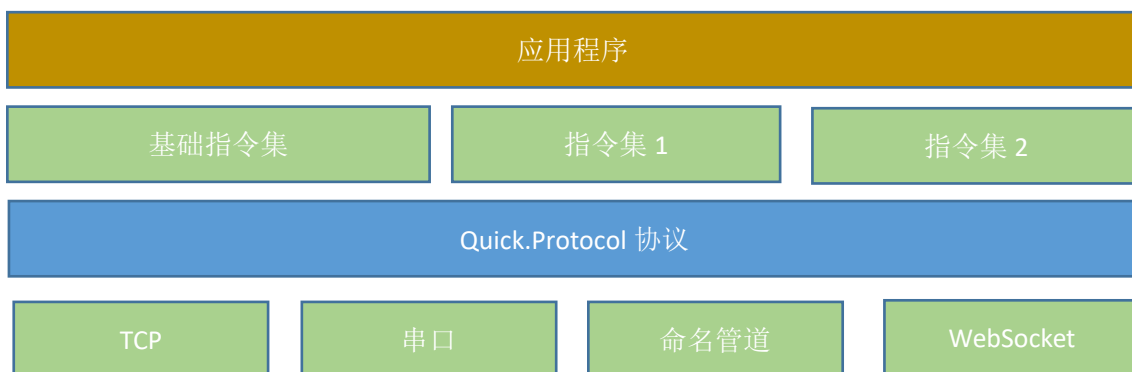 应用程序
基础指令集
指令集 1
指令集 2
Quick.Protocol 协议
TCP
串口
命名管道
WebSocket